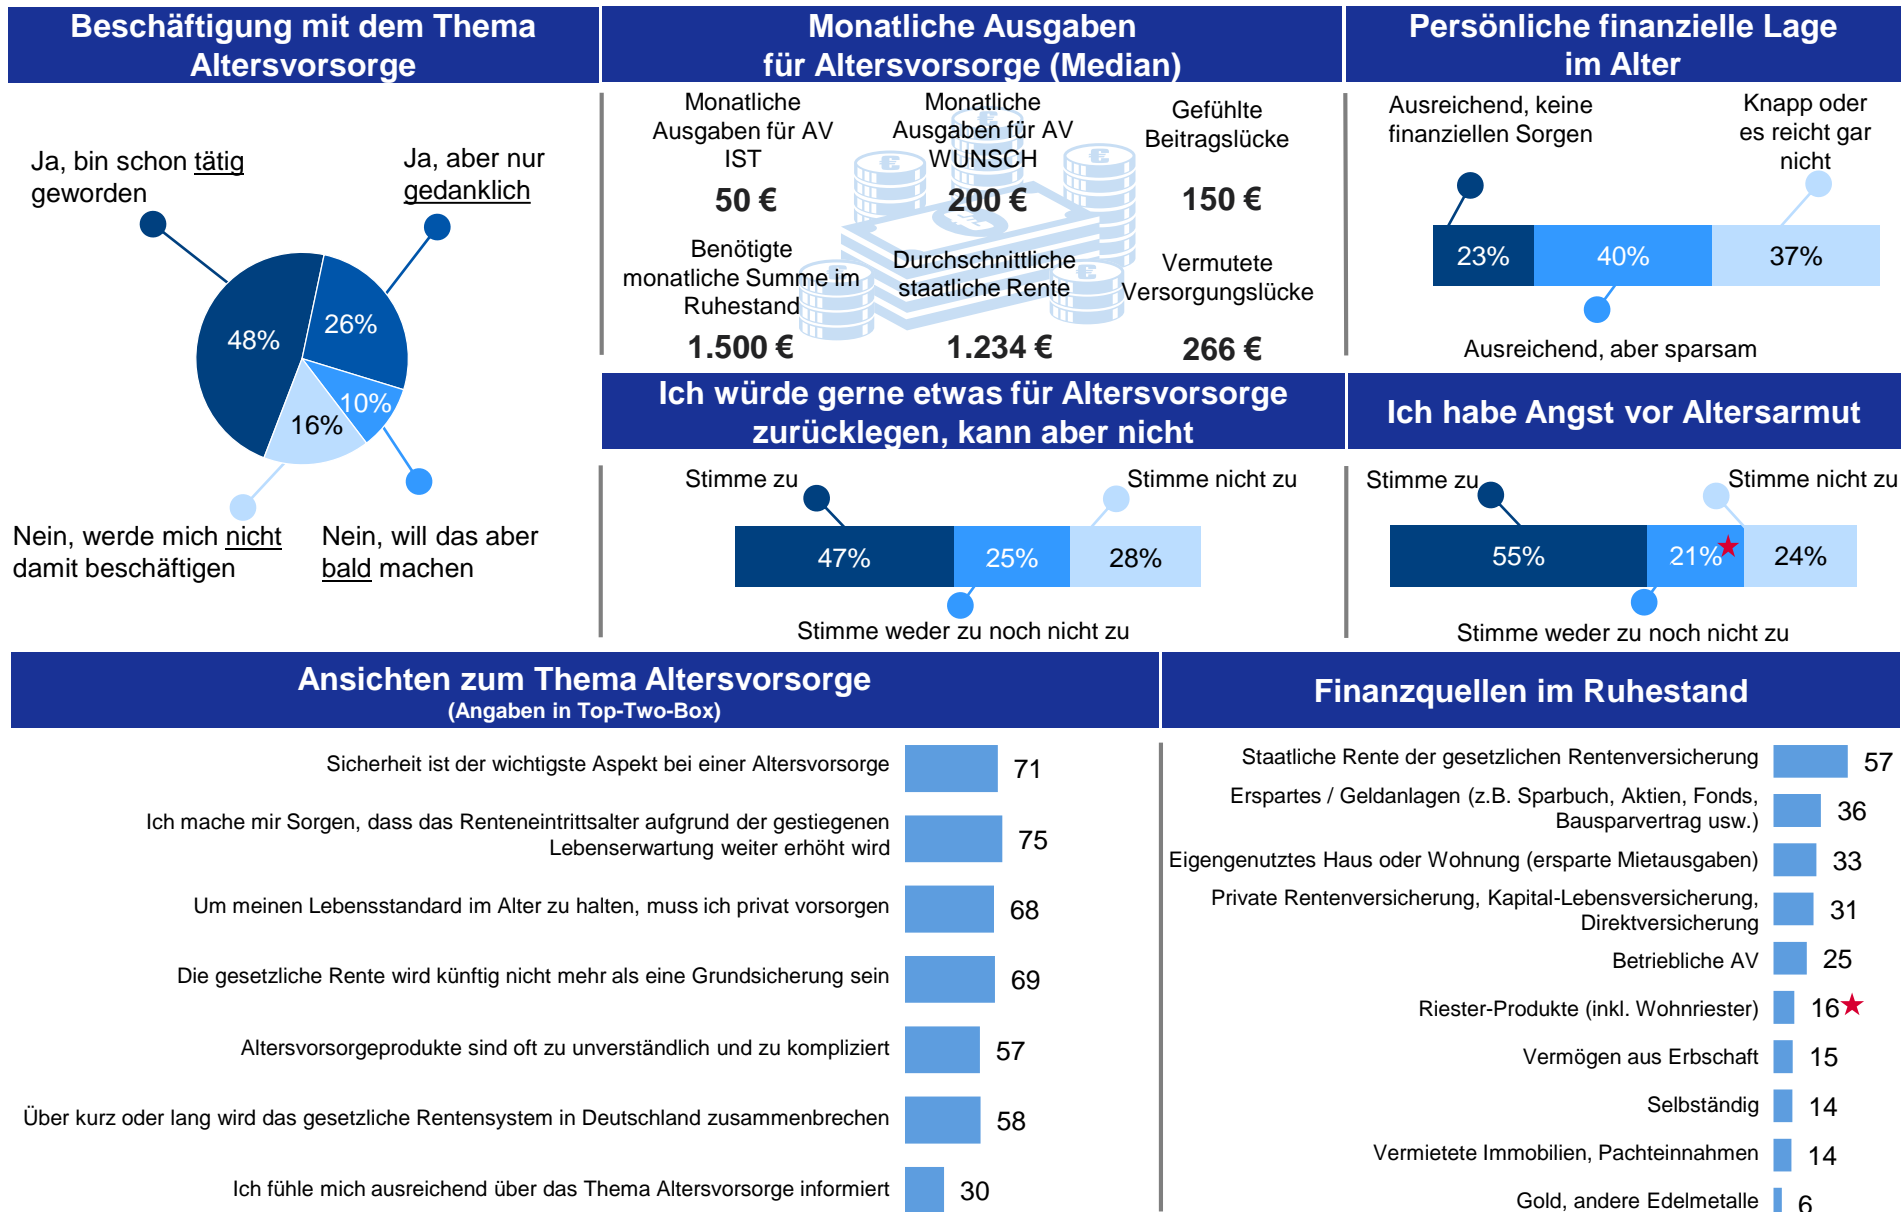 Beschäftigung mit dem Thema
Altersvorsorge
Ja, bin schon tätig
geworden
Ja, aber nur
gedanklich
48%
26%
10%
16%
Nein, werde mich nicht
damit beschäftigen
Nein, will das aber
bald machen
Monatliche Ausgaben
für Altersvorsorge (Median)
Monatliche
Ausgaben für AV
IST
50 €
Monatliche
Ausgaben für AV
WUNSCH
200 €
Gefühlte
Beitragslücke
150 €
Benötigte
monatliche Summe im
Ruhestand
1.500 €
Durchschnittliche
staatliche Rente
1.234 €
Vermutete
Versorgungslücke
266 €
Persönliche finanzielle Lage
im Alter
Ausreichend, keine
finanziellen Sorgen
Knapp oder
es reicht gar
nicht
23%
40%
37%
Ausreichend, aber sparsam
Ich würde gerne etwas für Altersvorsorge
zurücklegen, kann aber nicht
Stimme zu
Stimme nicht zu
47%
25%
28%
Stimme weder zu noch nicht zu
Ich habe Angst vor Altersarmut
Stimme zu
Stimme nicht zu
55%
21%
24%
Stimme weder zu noch nicht zu
Ansichten zum Thema Altersvorsorge
(Angaben in Top-Two-Box)
Sicherheit ist der wichtigste Aspekt bei einer Altersvorsorge
71
Ich mache mir Sorgen, dass das Renteneintrittsalter aufgrund der gestiegenen
Lebenserwartung weiter erhöht wird
75
Um meinen Lebensstandard im Alter zu halten, muss ich privat vorsorgen
68
Die gesetzliche Rente wird künftig nicht mehr als eine Grundsicherung sein
69
Altersvorsorgeprodukte sind oft zu unverständlich und zu kompliziert
57
Über kurz oder lang wird das gesetzliche Rentensystem in Deutschland zusammenbrechen
58
Ich fühle mich ausreichend über das Thema Altersvorsorge informiert
30
Finanzquellen im Ruhestand
Staatliche Rente der gesetzlichen Rentenversicherung
57
Erspartes / Geldanlagen (z.B. Sparbuch, Aktien, Fonds,
Bausparvertrag usw.)
36
Eigengenutztes Haus oder Wohnung (ersparte Mietausgaben)
33
Private Rentenversicherung, Kapital-Lebensversicherung,
Direktversicherung
31
Betriebliche AV
25
Riester-Produkte (inkl. Wohnriester)
16
Vermögen aus Erbschaft
15
Selbständig
14
Vermietete Immobilien, Pachteinnahmen
14
Gold, andere Edelmetalle
6